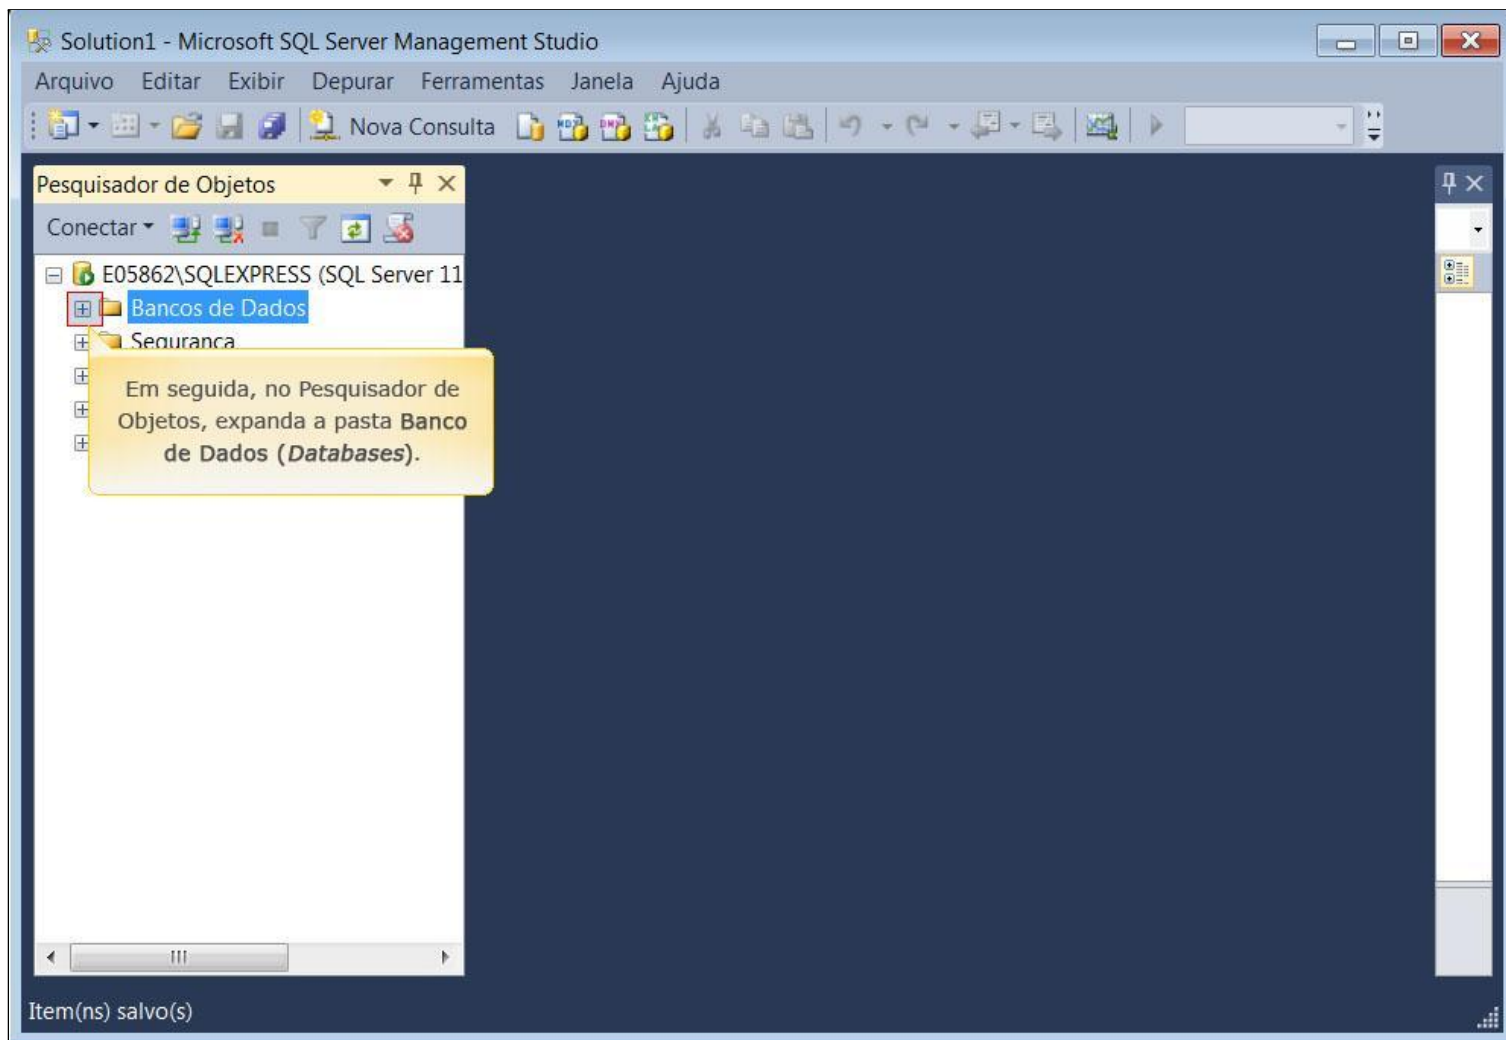 Solution1 - Microsoft SQL Server Management Studio
Arquivo Editar Exibir Depurar Ferramentas Janela Ajuda
Nova Consulta
Pesquisador de Objetos
Conectar
E05862\SQLEXPRESS (SQL Server 11
Bancos de Dados
Segurança
Em seguida, no Pesquisador de
Objetos, expanda a pasta Banco
de Dados (Databases).
Item(ns) salvo(s)